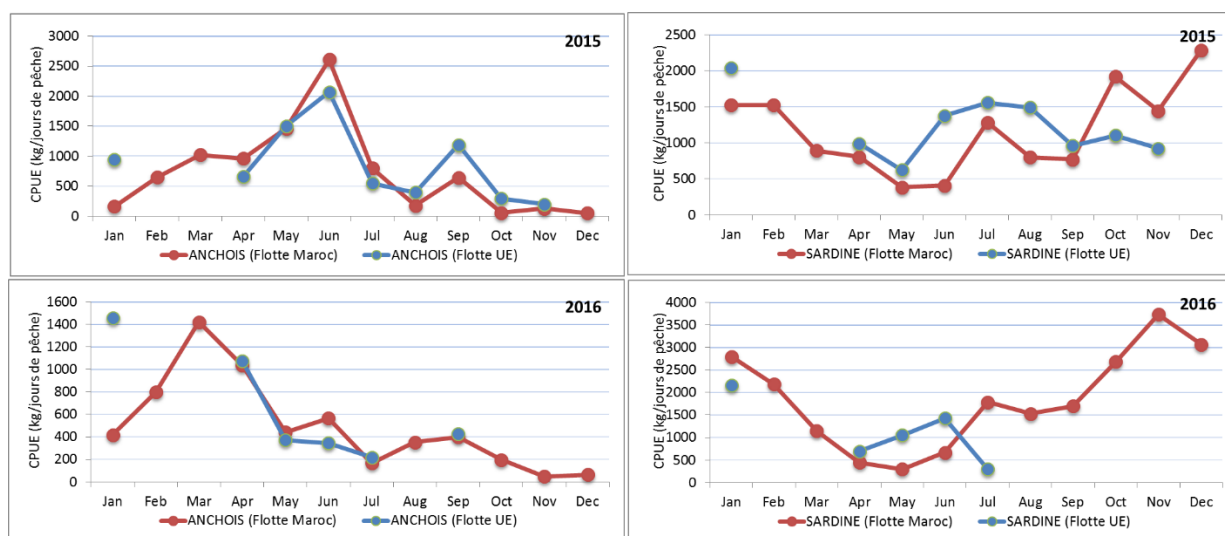 2015
CPUE (kg/jours de pêche)
3000
2500
2000
1500
1000
500
0
Jan Feb Mar Apr May Jun Jul Aug Sep Oct Nov Dec
ANCHOIS (Flotte Maroc) ANCHOIS (Flotte UE)
2015
CPUE (kg/jours de pêche)
2500
2000
1500
1000
500
0
Jan Feb Mar Apr May Jun Jul Aug Sep Oct Nov Dec
SARDINE (Flotte Maroc) SARDINE (Flotte UE)
2016
CPUE (kg/jours de pêche)
1600
1400
1200
1000
800
600
400
200
0
Jan Feb Mar Apr May Jun Jul Aug Sep Oct Nov Dec
ANCHOIS (Flotte Maroc) ANCHOIS (Flotte UE)
2016
CPUE (kg/jours de pêche)
4000
3500
3000
2500
2000
1500
1000
500
0
Jan Feb Mar Apr May Jun Jul Aug Sep Oct Nov Dec
SARDINE (Flotte Maroc) SARDINE (Flotte UE)